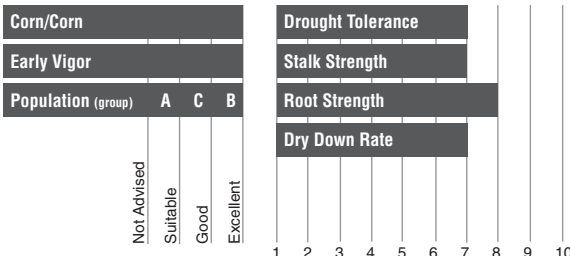 Corn/Corn
Early Vigor
Population (group) A C B
Not Advised
Suitable
Good
Excellent
Drought Tolerance
Stalk Strength
Root Strength
Dry Down Rate
1 2 3 4 5 6 7 8 9 10